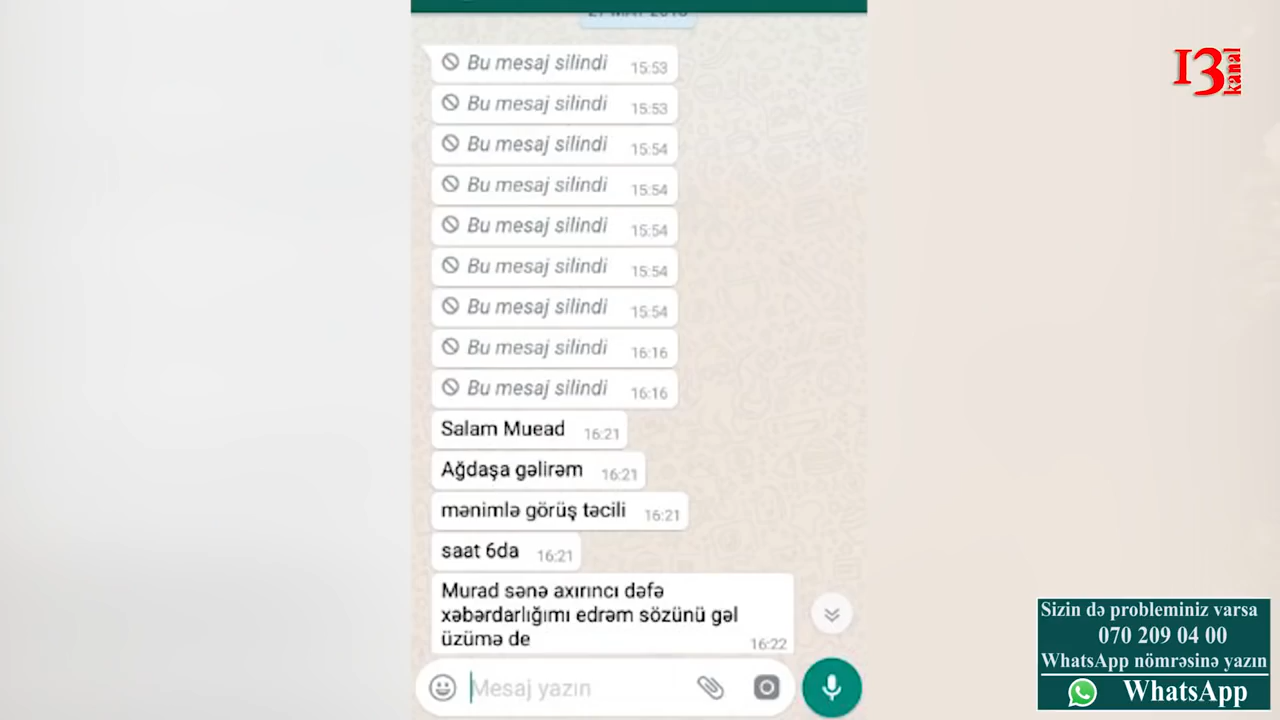 13 kanal
Bu mesaj silindi 15:53
Bu mesaj silindi 15:53
Bu mesaj silindi 15:54
Bu mesaj silindi 15:54
Bu mesaj silindi 15:54
Bu mesaj silindi 15:54
Bu mesaj silindi 15:54
Bu mesaj silindi 16:16
Bu mesaj silindi 16:16
Salam Muead 16:21
Ağdaşa gəlirəm 16:21
mənimlə görüş təcili 16:21
saat 6da 16:21
Murad sənə axırıncı dəfə
xəbərdarlığımı edrəm sözünü gəl
üzümə de 16:22
Mesaj yazın
Sizin də probleminiz varsa
070 209 04 00
WhatsApp nömrəsinə yazın
WhatsApp